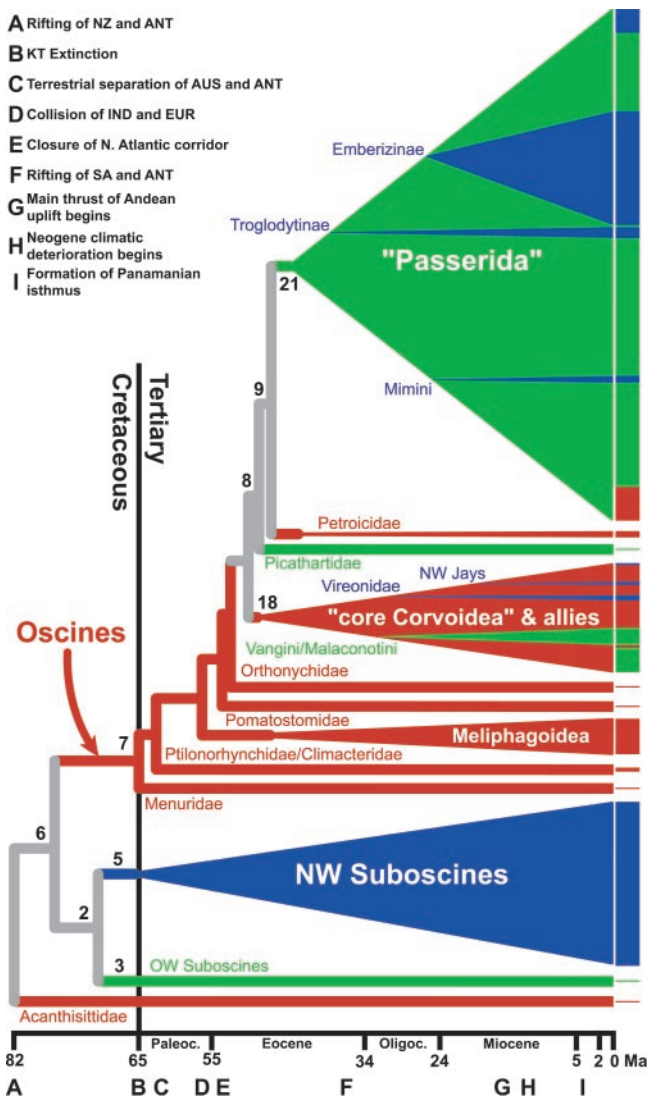 A Rifting of NZ and ANT
B KT Extinction
C Terrestrial separation of AUS and ANT
D Collision of IND and EUR
E Closure of N. Atlantic corridor
F Rifting of SA and ANT
G Main thrust of Andean
uplift begins
H Neogene climatic
deterioration begins
I Formation of Panamanian
isthmus
Emberizinae
Troglodytinae
"Passerida"
21
Mimini
Cretaceous
Tertiary
9
8
Petroicidae
Picathartidae
NW Jays
Vireonidae
18
"core Corvoidea" & allies
Oscines
Vangini/Malaconotini
Orthonychidae
Pomatostomidae
Meliphagoidea
7
Ptilonorhynchidae/Climacteridae
Menuridae
6
5
NW Suboscines
2
3
OW Suboscines
Acanthisittidae
Paleoc. Eocene Oligoc. Miocene
82 65 55 34 24 5 2 0 Ma
A B C D E F G H I